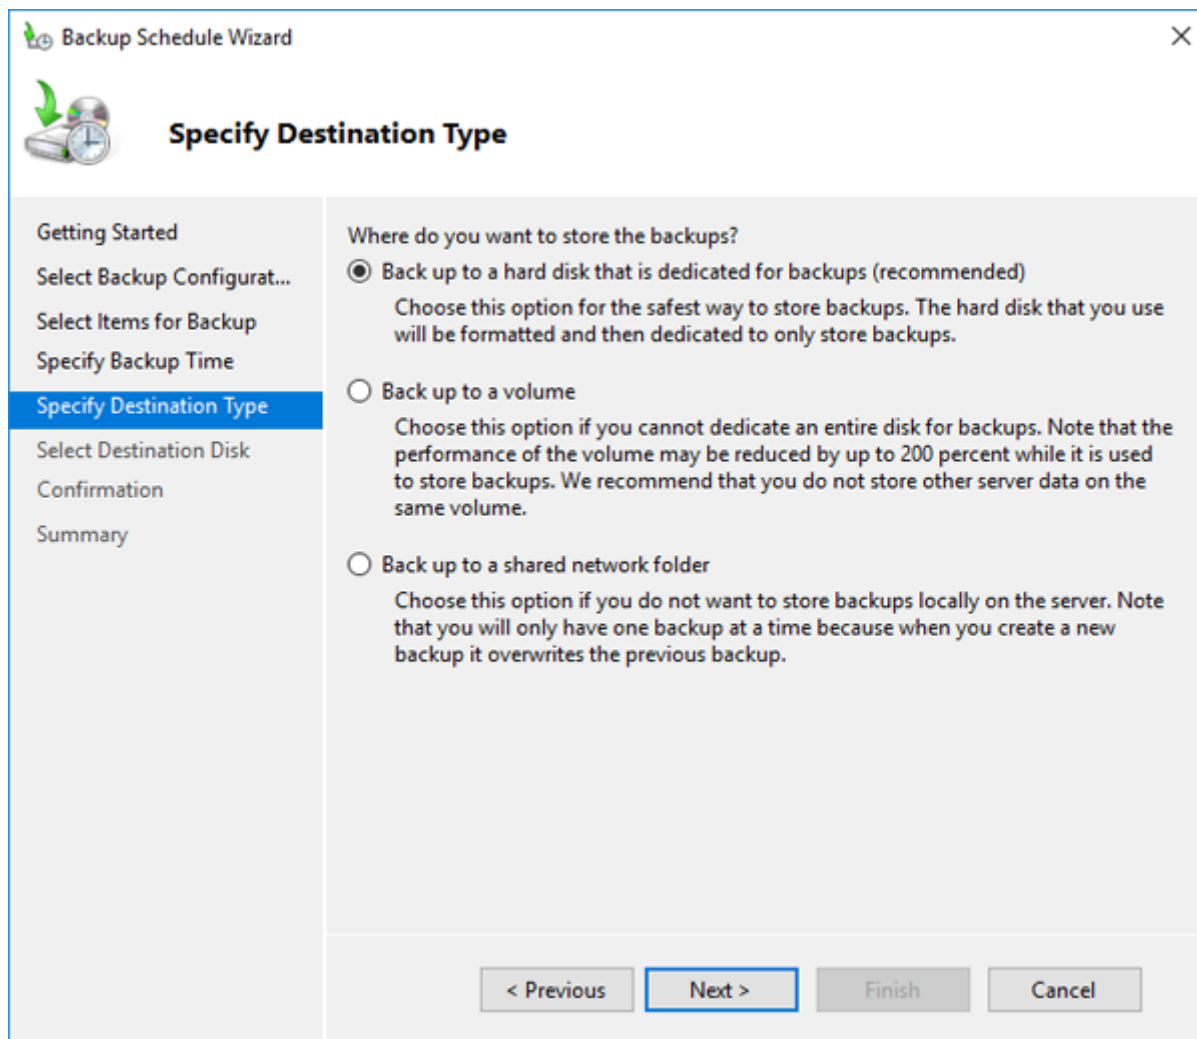 Backup Schedule Wizard
Specify Destination Type
Getting Started
Select Backup Configurat...
Select Items for Backup
Specify Backup Time
Specify Destination Type
Select Destination Disk
Confirmation
Summary
Where do you want to store the backups?
Back up to a hard disk that is dedicated for backups (recommended)
Choose this option for the safest way to store backups. The hard disk that you use
will be formatted and then dedicated to only store backups.
Back up to a volume
Choose this option if you cannot dedicate an entire disk for backups. Note that the
performance of the volume may be reduced by up to 200 percent while it is used
to store backups. We recommend that you do not store other server data on the
same volume.
Back up to a shared network folder
Choose this option if you do not want to store backups locally on the server. Note
that you will only have one backup at a time because when you create a new
backup it overwrites the previous backup.
< Previous
Next >
Finish
Cancel